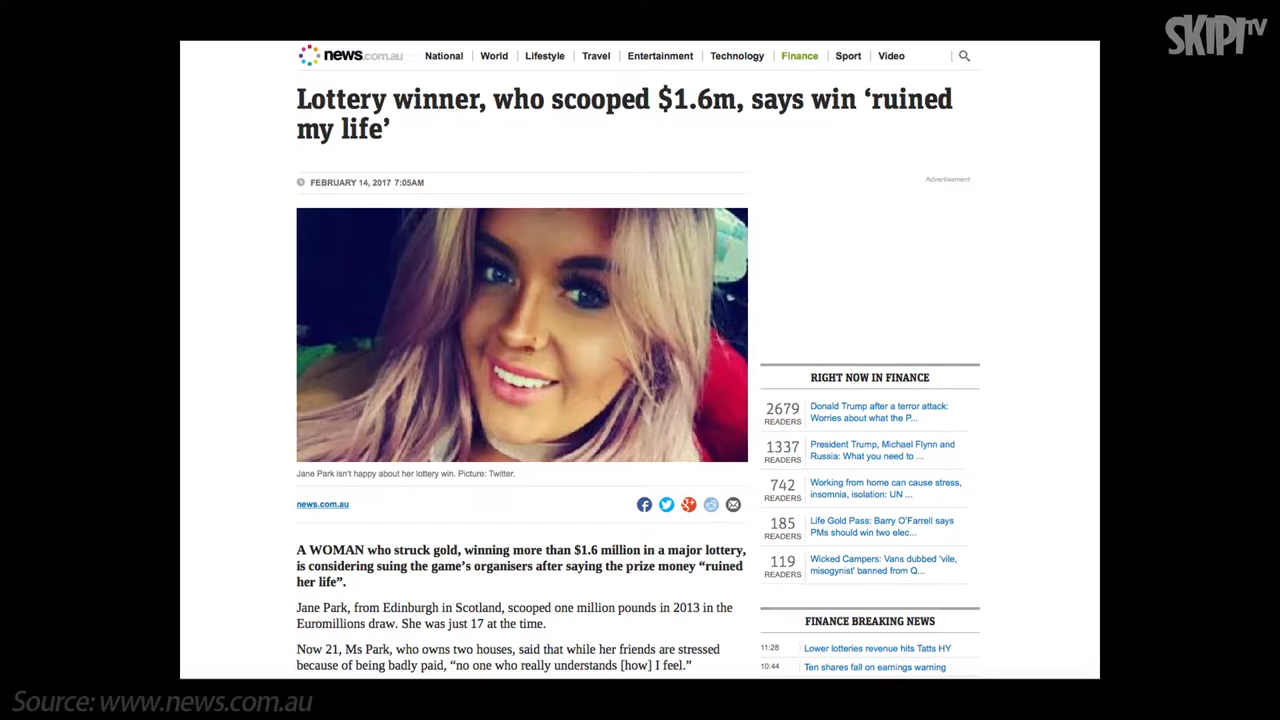 SKIPITV
news.com.au
National World Lifestyle Travel Entertainment Technology Finance Sport Video
Lottery winner, who scooped $1.6m, says win ‘ruined
my life’
FEBRUARY 14, 2017 7:05AM
Advertisement
Jane Park isn't happy about her lottery win. Picture: Twitter.
news.com.au
A WOMAN who struck gold, winning more than $1.6 million in a major lottery,
is considering suing the game’s organisers after saying the prize money “ruined
her life”.
Jane Park, from Edinburgh in Scotland, scooped one million pounds in 2013 in the
Euromillions draw. She was just 17 at the time.
Now 21, Ms Park, who owns two houses, said that while her friends are stressed
because of being badly paid, “no one who really understands [how] I feel.”
RIGHT NOW IN FINANCE
2679
READERS
Donald Trump after a terror attack:
Worries about what the P...
1337
READERS
President Trump, Michael Flynn and
Russia: What you need to ...
742
READERS
Working from home can cause stress,
insomnia, isolation: UN ...
185
READERS
Life Gold Pass: Barry O'Farrell says
PMs should win two elec...
119
READERS
Wicked Campers: Vans dubbed 'vile,
misogynist' banned from Q...
FINANCE BREAKING NEWS
11:28 Lower lotteries revenue hits Tatts HY
10:44 Ten shares fall on earnings warning
Source: www.news.com.au